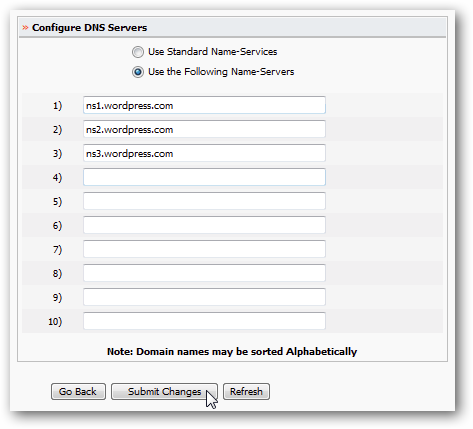 » Configure DNS Servers
Use Standard Name-Services
Use the Following Name-Servers
1) ns1.wordpress.com
2) ns2.wordpress.com
3) ns3.wordpress.com
4)
5)
6)
7)
8)
9)
10)
Note: Domain names may be sorted Alphabetically
Go Back Submit Changes Refresh